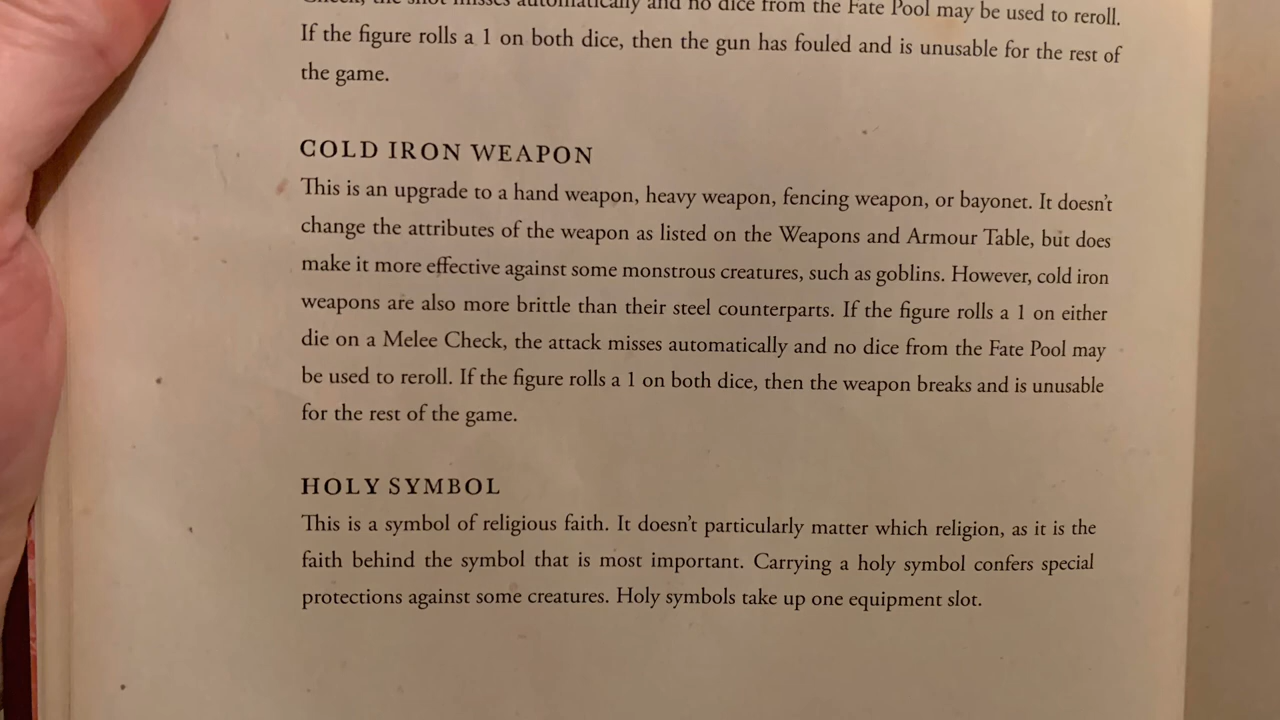 Check, the shot misses automatically and no dice from the Fate Pool may be used to reroll.
If the figure rolls a 1 on both dice, then the gun has fouled and is unusable for the rest of
the game.
COLD IRON WEAPON
This is an upgrade to a hand weapon, heavy weapon, fencing weapon, or bayonet. It doesn't
change the attributes of the weapon as listed on the Weapons and Armour Table, but does
make it more effective against some monstrous creatures, such as goblins. However, cold iron
weapons are also more brittle than their steel counterparts. If the figure rolls a 1 on either
die on a Melee Check, the attack misses automatically and no dice from the Fate Pool may
be used to reroll. If the figure rolls a 1 on both dice, then the weapon breaks and is unusable
for the rest of the game.
HOLY SYMBOL
This is a symbol of religious faith. It doesn't particularly matter which religion, as it is the
faith behind the symbol that is most important. Carrying a holy symbol confers special
protections against some creatures. Holy symbols take up one equipment slot.